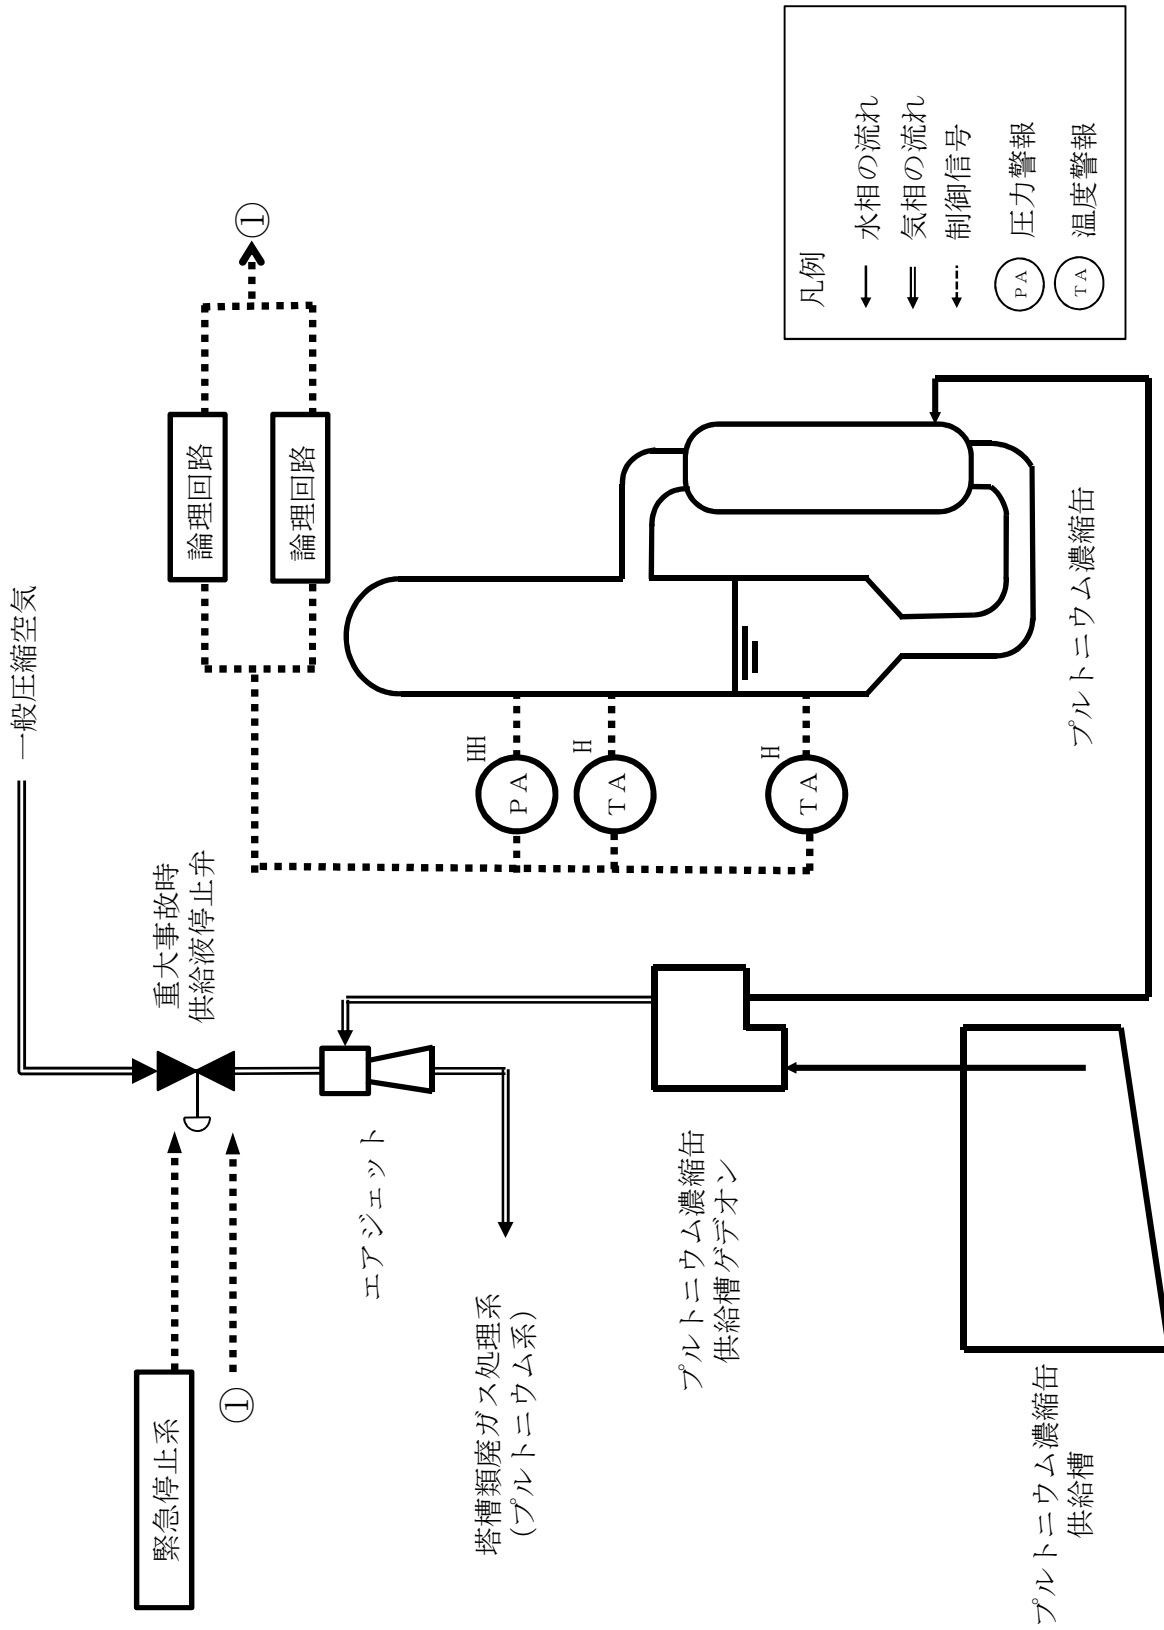 一般圧縮空気
重大事故時
供給液停止弁
緊急停止系
①
エアジェット
塔槽類廃ガス処理系
(プルトニウム系)
プルトニウム濃縮缶
供給槽ゲデオン
プルトニウム濃縮缶
供給槽
論理回路
論理回路
①
HH
PA
H
TA
H
TA
プルトニウム濃縮缶
凡例
水相の流れ
気相の流れ
制御信号
PA 圧力警報
TA 温度警報